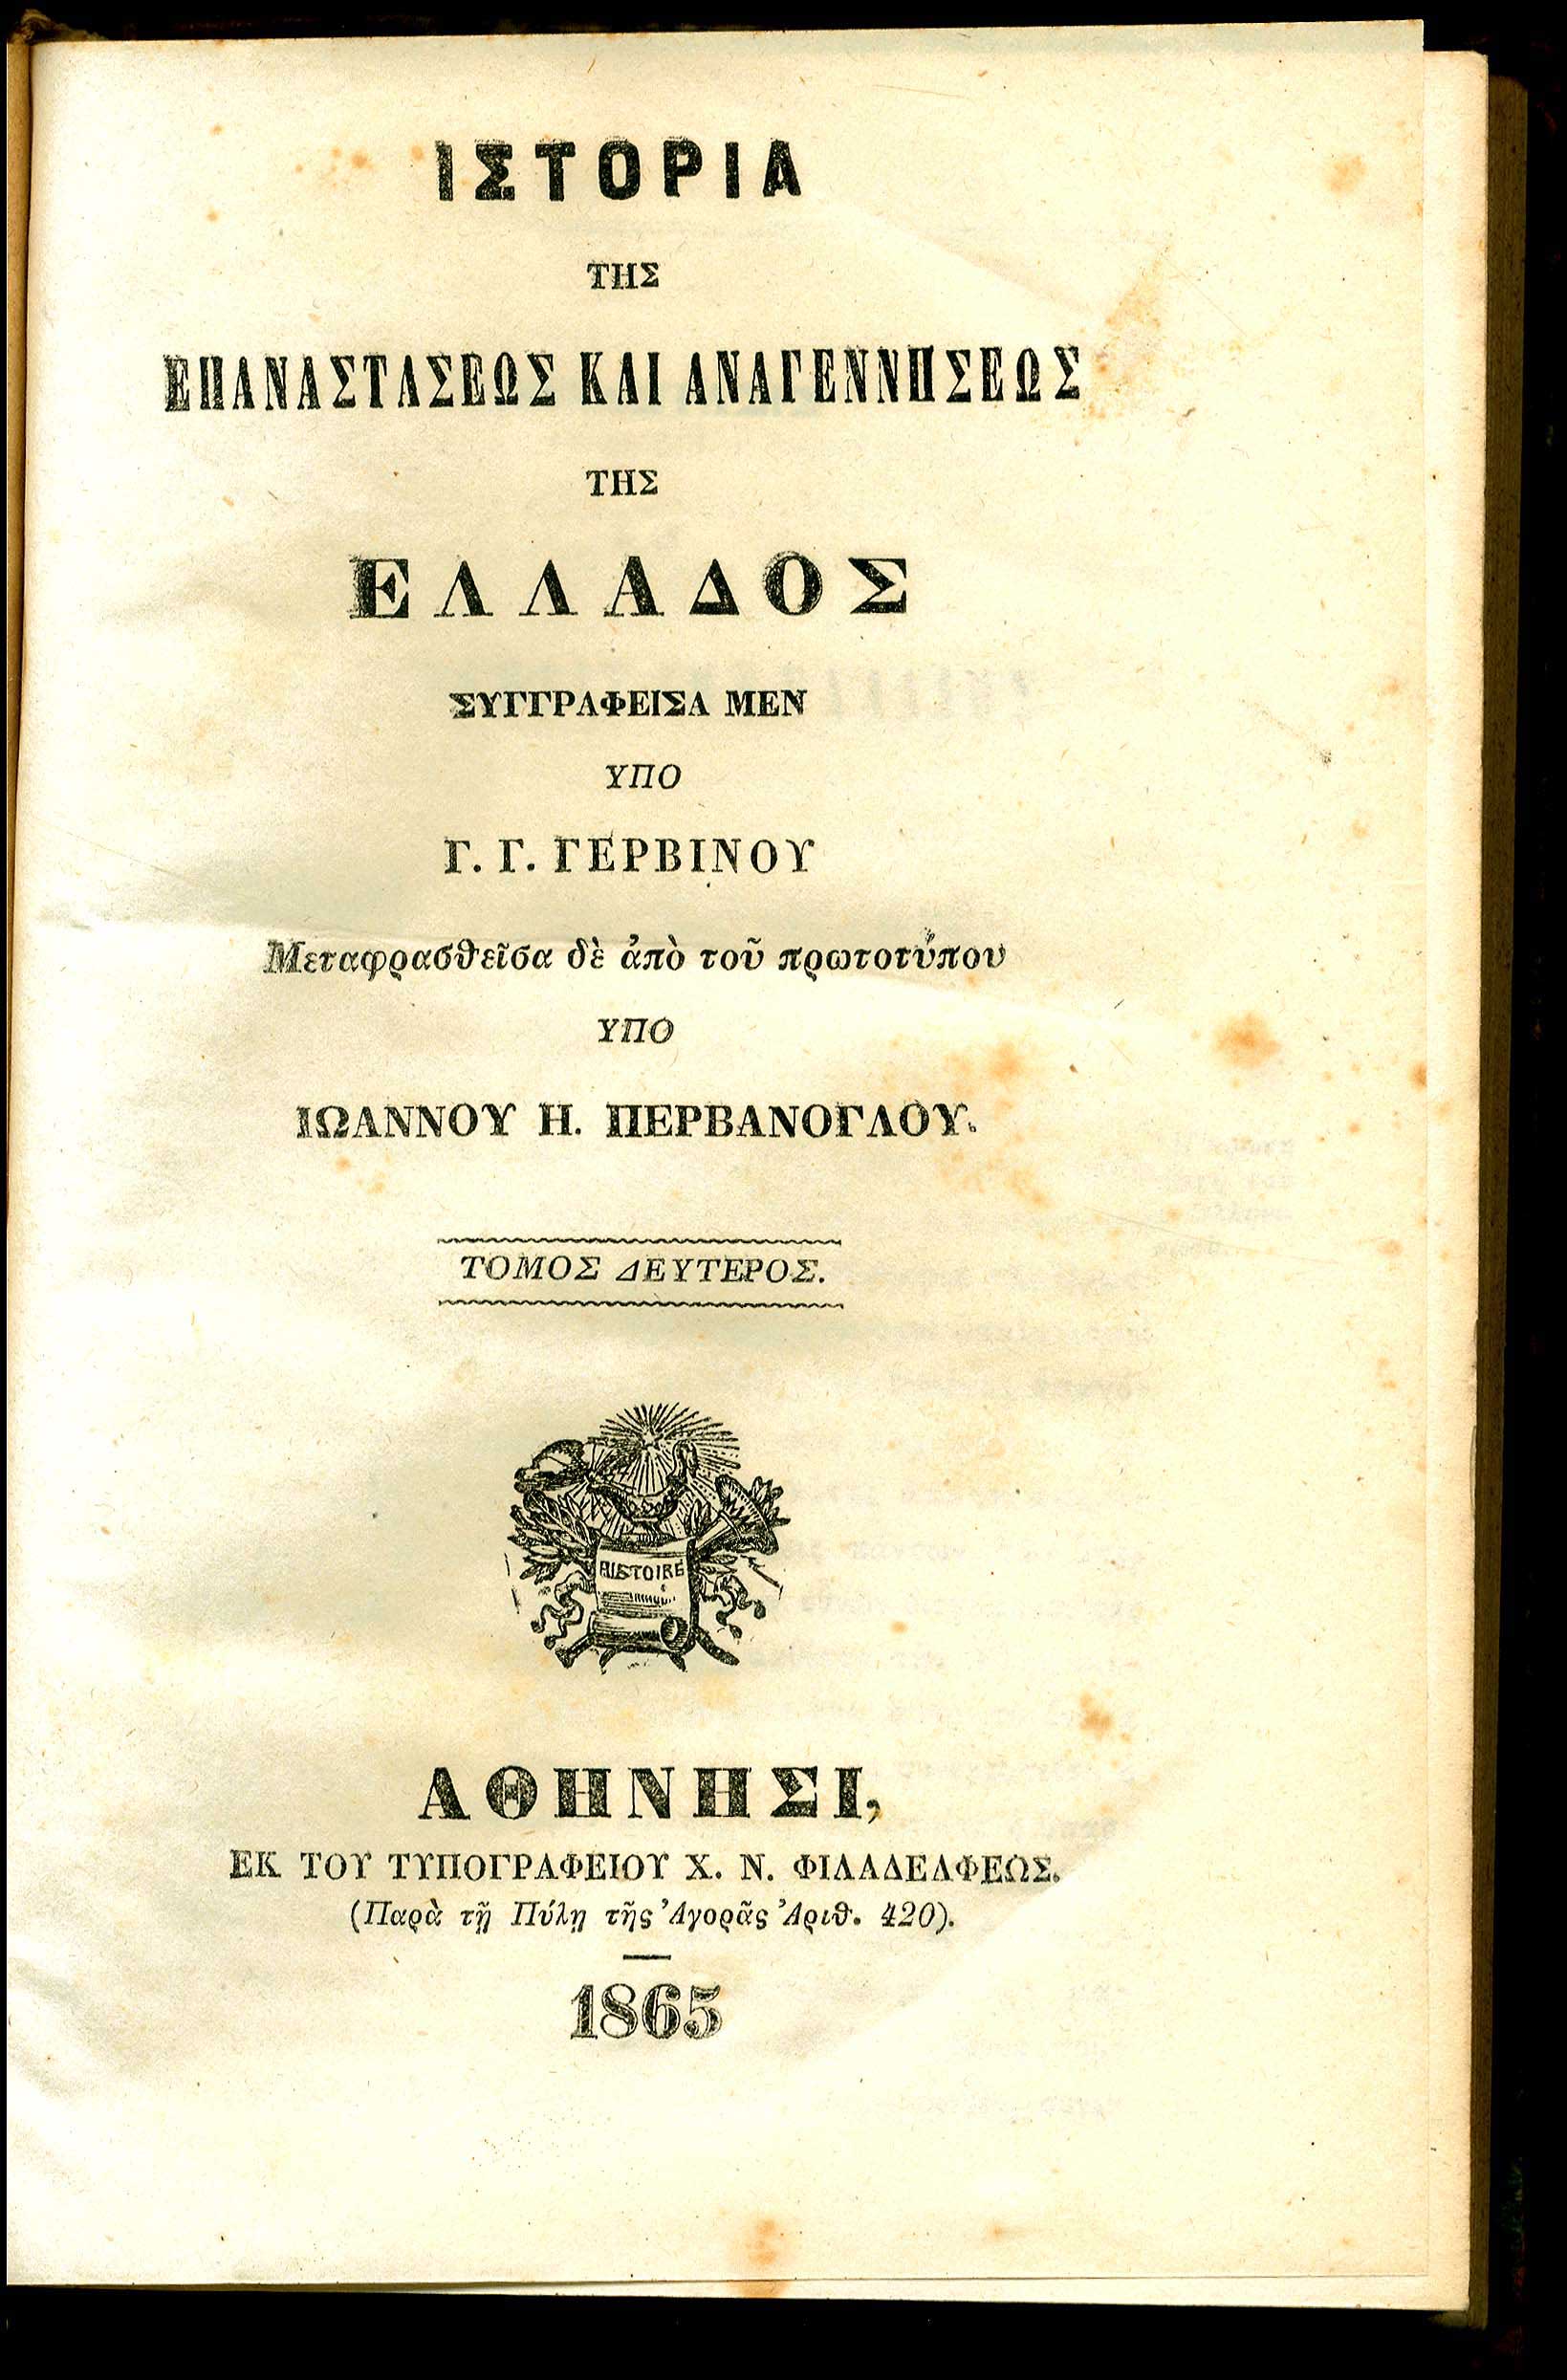 ΙΣΤΟΡΙΑ
ΤΗΣ
ΕΠΑΝΑΣΤΑΣΕΩΣ ΚΑΙ ΑΝΑΓΕΝΝΗΣΕΩΣ
ΤΗΣ
ΕΛΛΑΔΟΣ
ΣΥΓΓΡΑΦΕΙΣΑ ΜΕΝ
ΥΠΟ
Γ. Γ. ΓΕΡΒΙΝΟΥ
Μεταφρασθεῖσα δὲ ἀπὸ τοῦ πρωτοτύπου
ΥΠΟ
ΙΩΑΝΝΟΥ Η. ΠΕΡΒΑΝΟΓΛΟΥ.
ΤΟΜΟΣ ΔΕΥΤΕΡΟΣ.
HISTOIRE
ΑΘΗΝΗΣΙ,
ΕΚ ΤΟΥ ΤΥΠΟΓΡΑΦΕΙΟΥ Χ. Ν. ΦΙΛΑΔΕΛΦΕΩΣ.
(Παρὰ τῇ Πύλῃ τῆς Ἀγορᾶς Ἀριθ. 420).
1865